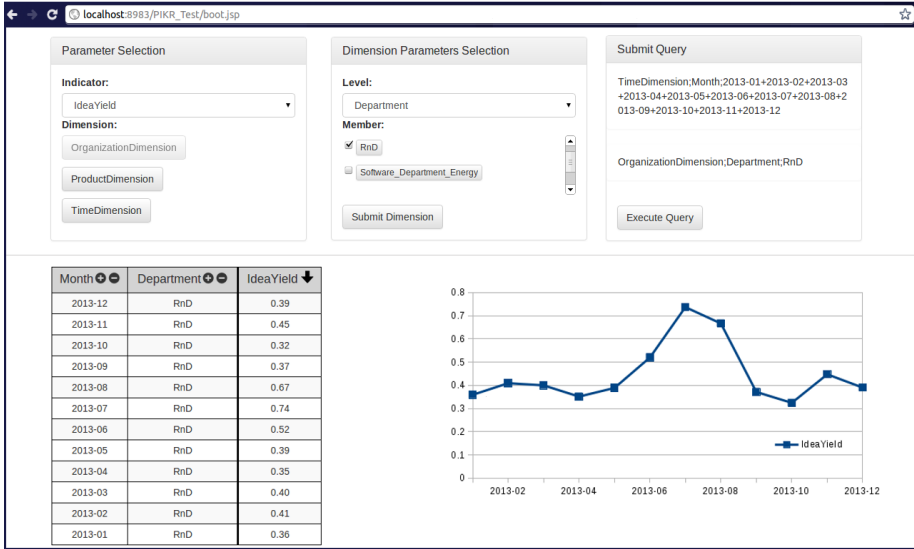 localhost:8983/PIKR_Test/boot.jsp
Parameter Selection
Indicator:
IdeaYield
Dimension:
OrganizationDimension
ProductDimension
TimeDimension
Dimension Parameters Selection
Level:
Department
Member:
RnD
Software_Department_Energy
Submit Dimension
Submit Query
TimeDimension;Month;2013-01+2013-02+2013-03
+2013-04+2013-05+2013-06+2013-07+2013-08+2
013-09+2013-10+2013-11+2013-12
OrganizationDimension;Department;RnD
Execute Query
Month Department IdeaYield
2013-12 RnD 0.39
2013-11 RnD 0.45
2013-10 RnD 0.32
2013-09 RnD 0.37
2013-08 RnD 0.67
2013-07 RnD 0.74
2013-06 RnD 0.52
2013-05 RnD 0.39
2013-04 RnD 0.35
2013-03 RnD 0.40
2013-02 RnD 0.41
2013-01 RnD 0.36
0.8
0.7
0.6
0.5
0.4
0.3
0.2
0.1
0
IdeaYield
2013-02 2013-04 2013-06 2013-08 2013-10 2013-12